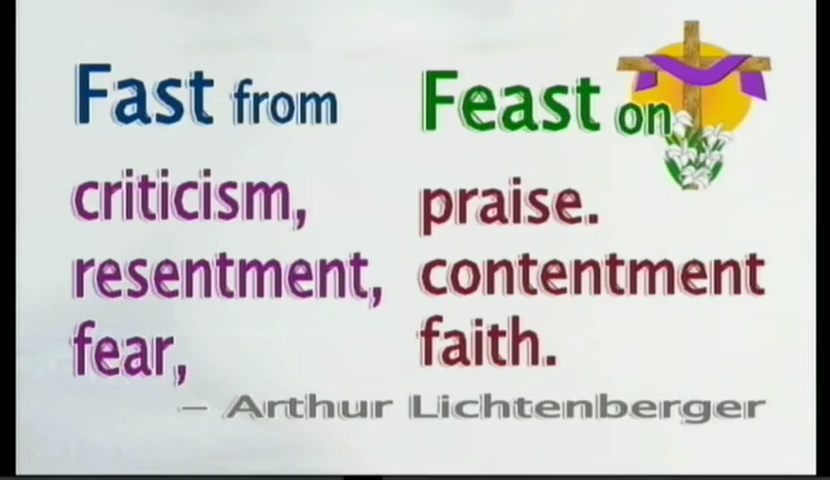 Fast from Feast on
criticism, praise.
resentment, contentment
fear, faith.
– Arthur Lichtenberger